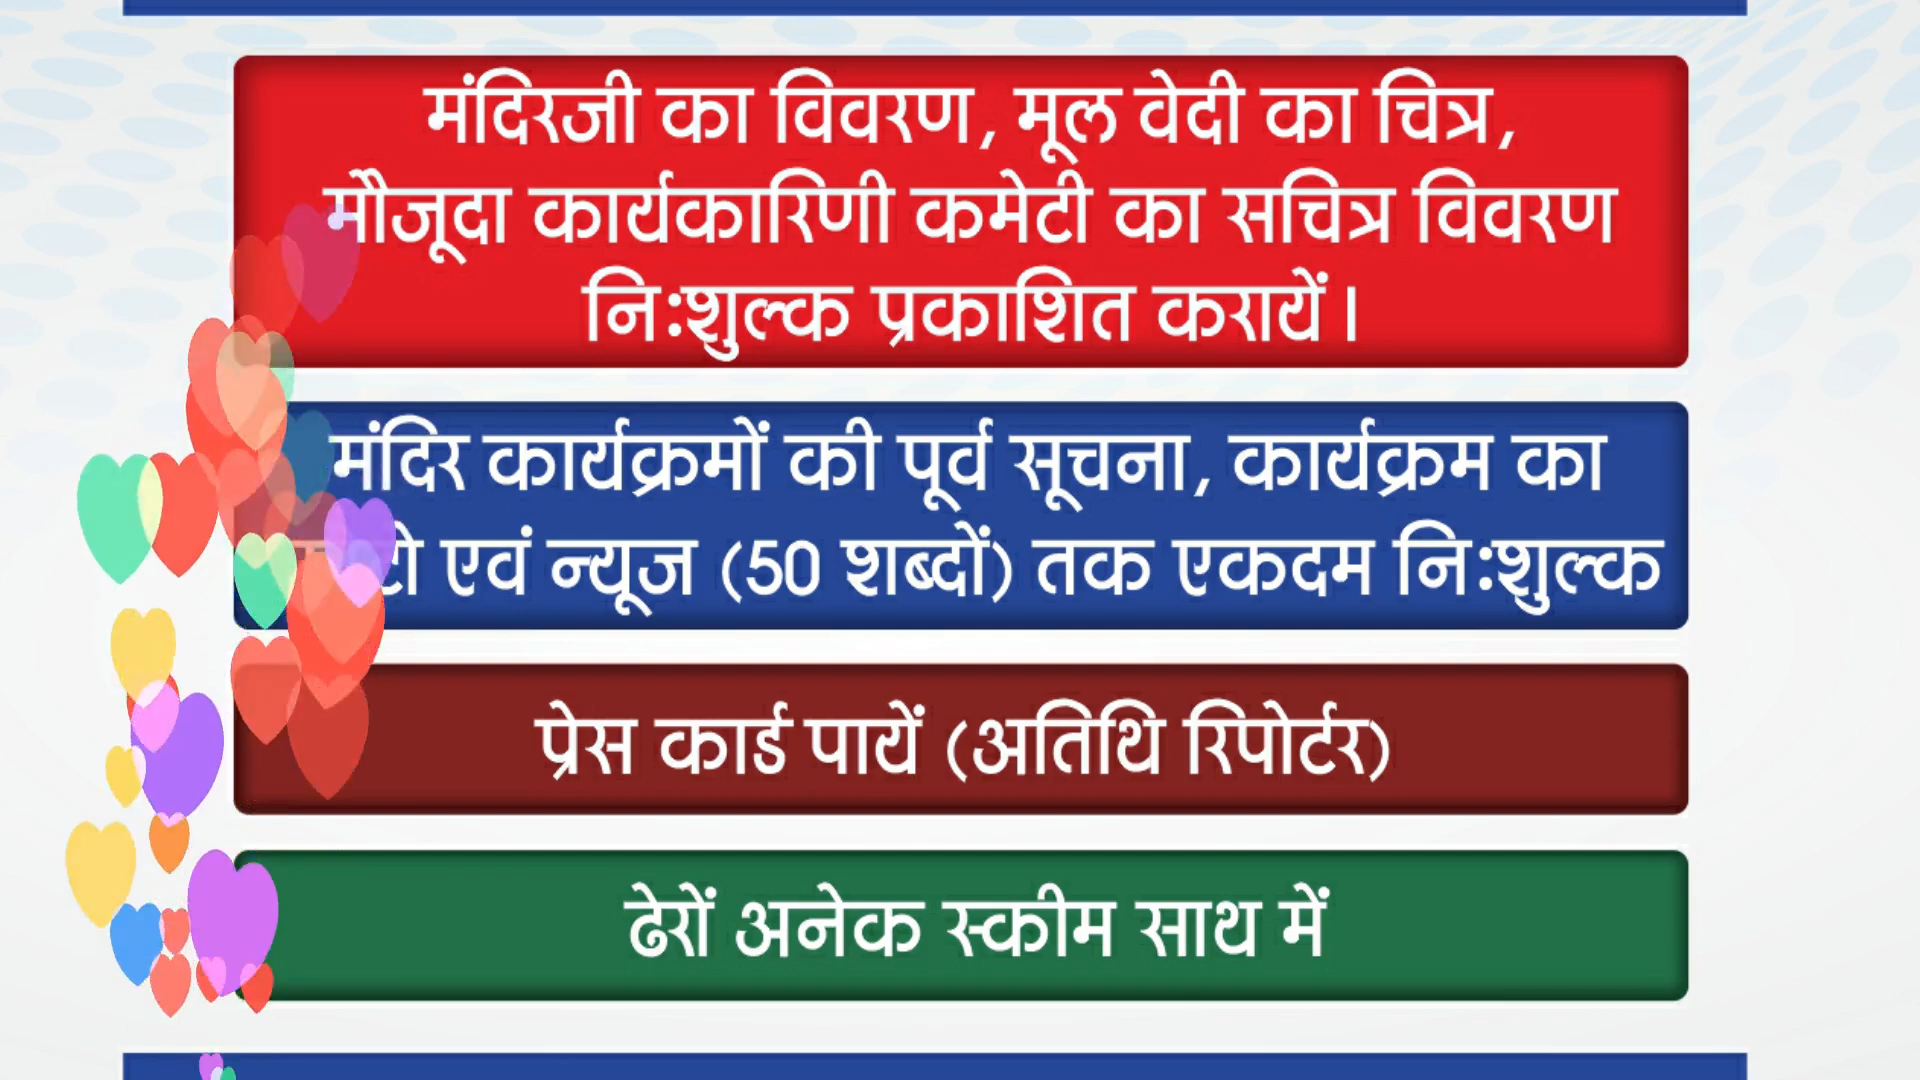 मंदिरजी का विवरण, मूल वेदी का चित्र,
मौजूदा कार्यकारिणी कमेटी का सचित्र विवरण
निःशुल्क प्रकाशित करायें।
मंदिर कार्यक्रमों की पूर्व सूचना, कार्यक्रम का
एवं न्यूज (50 शब्दों) तक एकदम निःशुल्क
प्रेस कार्ड पायें (अतिथि रिपोर्टर)
ढेरों अनेक स्कीम साथ में